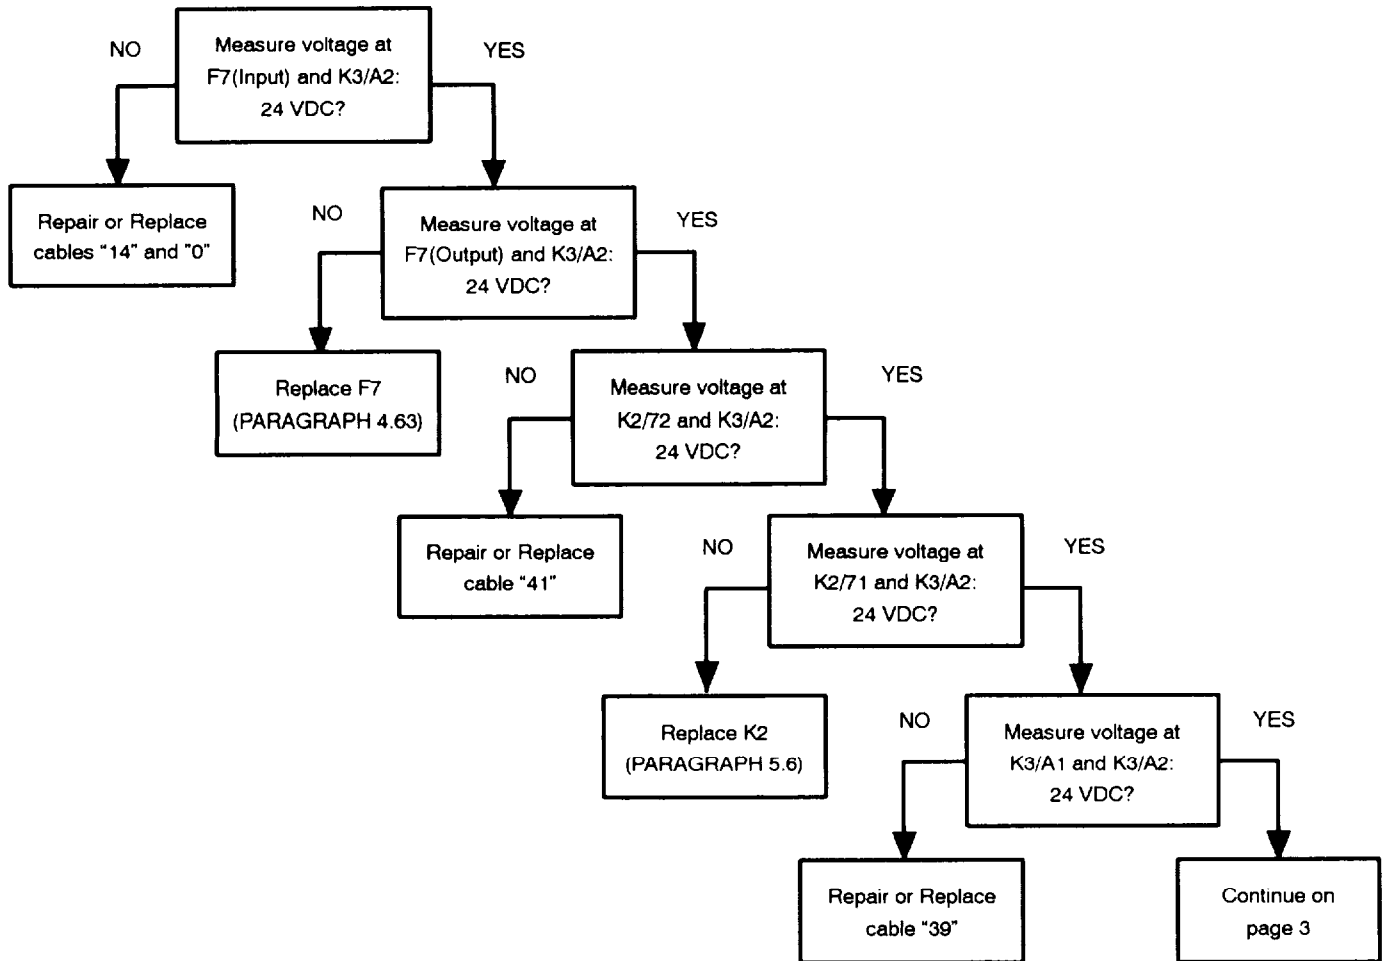 NO
Measure voltage at
F7(Input) and K3/A2:
24 VDC?
YES
Repair or Replace
cables "14" and "0"
NO
Measure voltage at
F7(Output) and K3/A2:
24 VDC?
YES
Replace F7
(PARAGRAPH 4.63)
NO
Measure voltage at
K2/72 and K3/A2:
24 VDC?
YES
Repair or Replace
cable "41"
NO
Measure voltage at
K2/71 and K3/A2:
24 VDC?
YES
Replace K2
(PARAGRAPH 5.6)
NO
Measure voltage at
K3/A1 and K3/A2:
24 VDC?
YES
Repair or Replace
cable "39"
Continue on
page 3